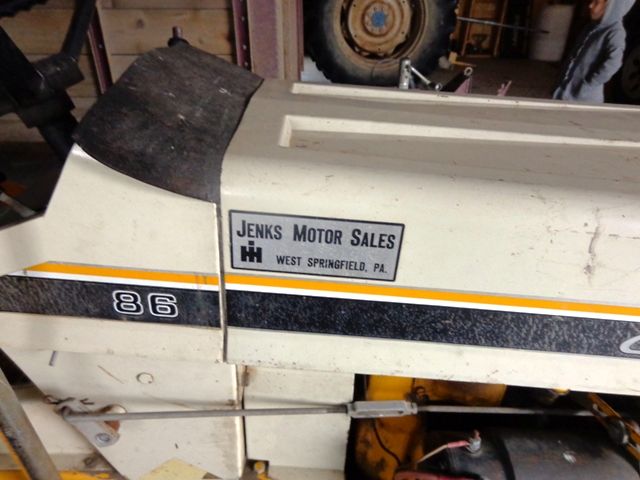 JENKS MOTOR SALES
IH WEST SPRINGFIELD, PA.
86